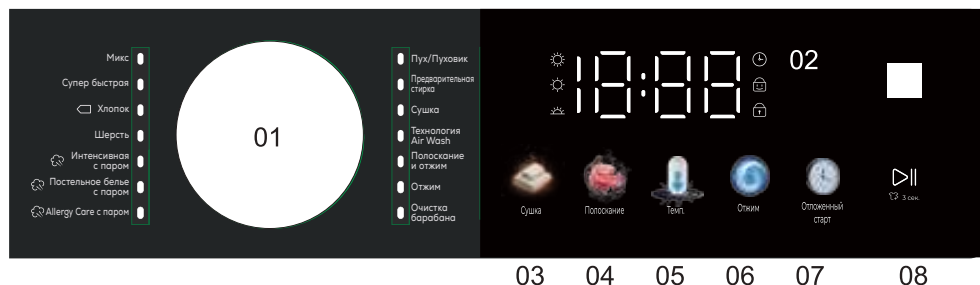 Микс
Супер быстрая
Хлопок
Шерсть
Интенсивная
с паром
Постельное белье
с паром
Allergy Care с паром
01
Пух/Пуховик
Предварительная
стирка
Сушка
Технология
Air Wash
Полоскание
и отжим
Отжим
Очистка
барабана
18:88
02
Сушка
Полоскание
Темп.
Отжим
Отложенный
старт
3 сек.
03
04
05
06
07
08